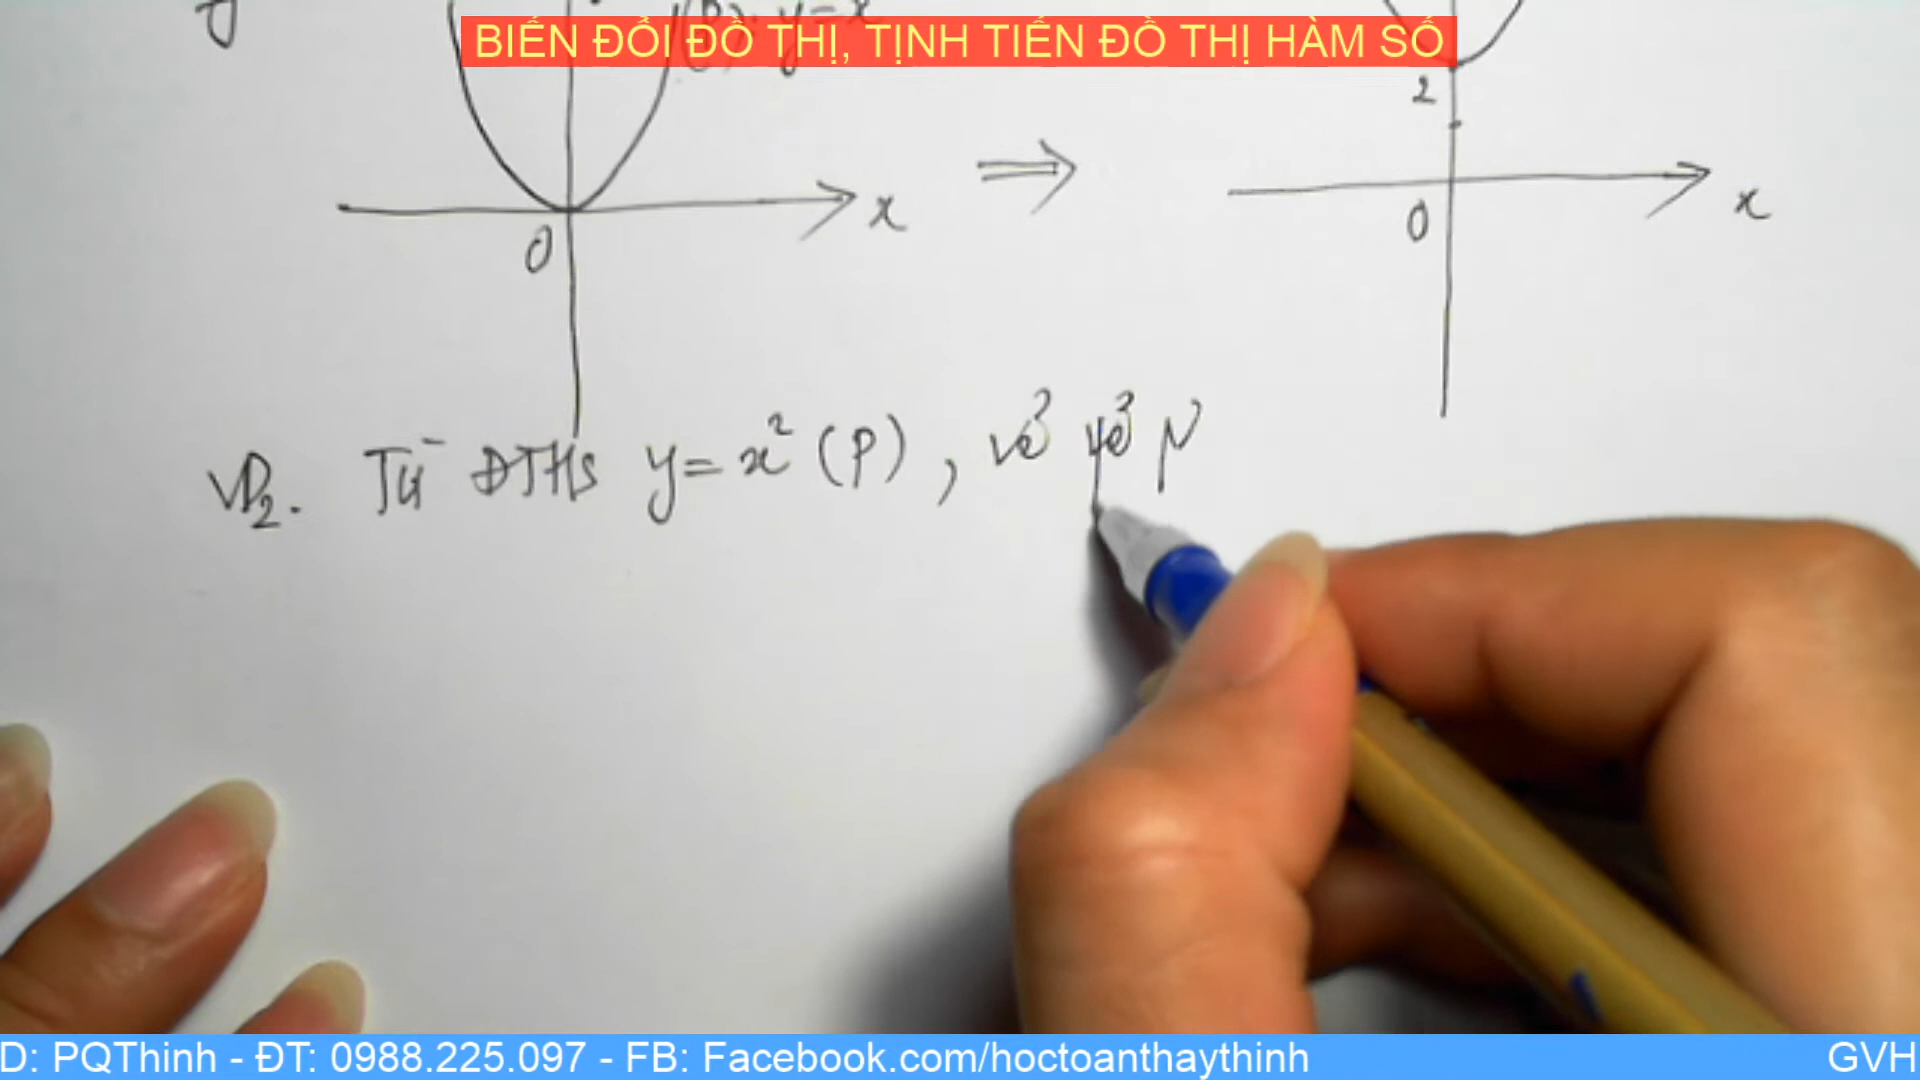 BIẾN ĐỔI ĐỒ THỊ, TỊNH TIẾN ĐỒ THỊ HÀM SỐ
y
(P): y = x
2
x
x
0
0
VD2. Từ ĐTHS y = x² (P), vẽ
D: PQThinh - ĐT: 0988.225.097 - FB: Facebook.com/hoctoanthaythinh
GVH